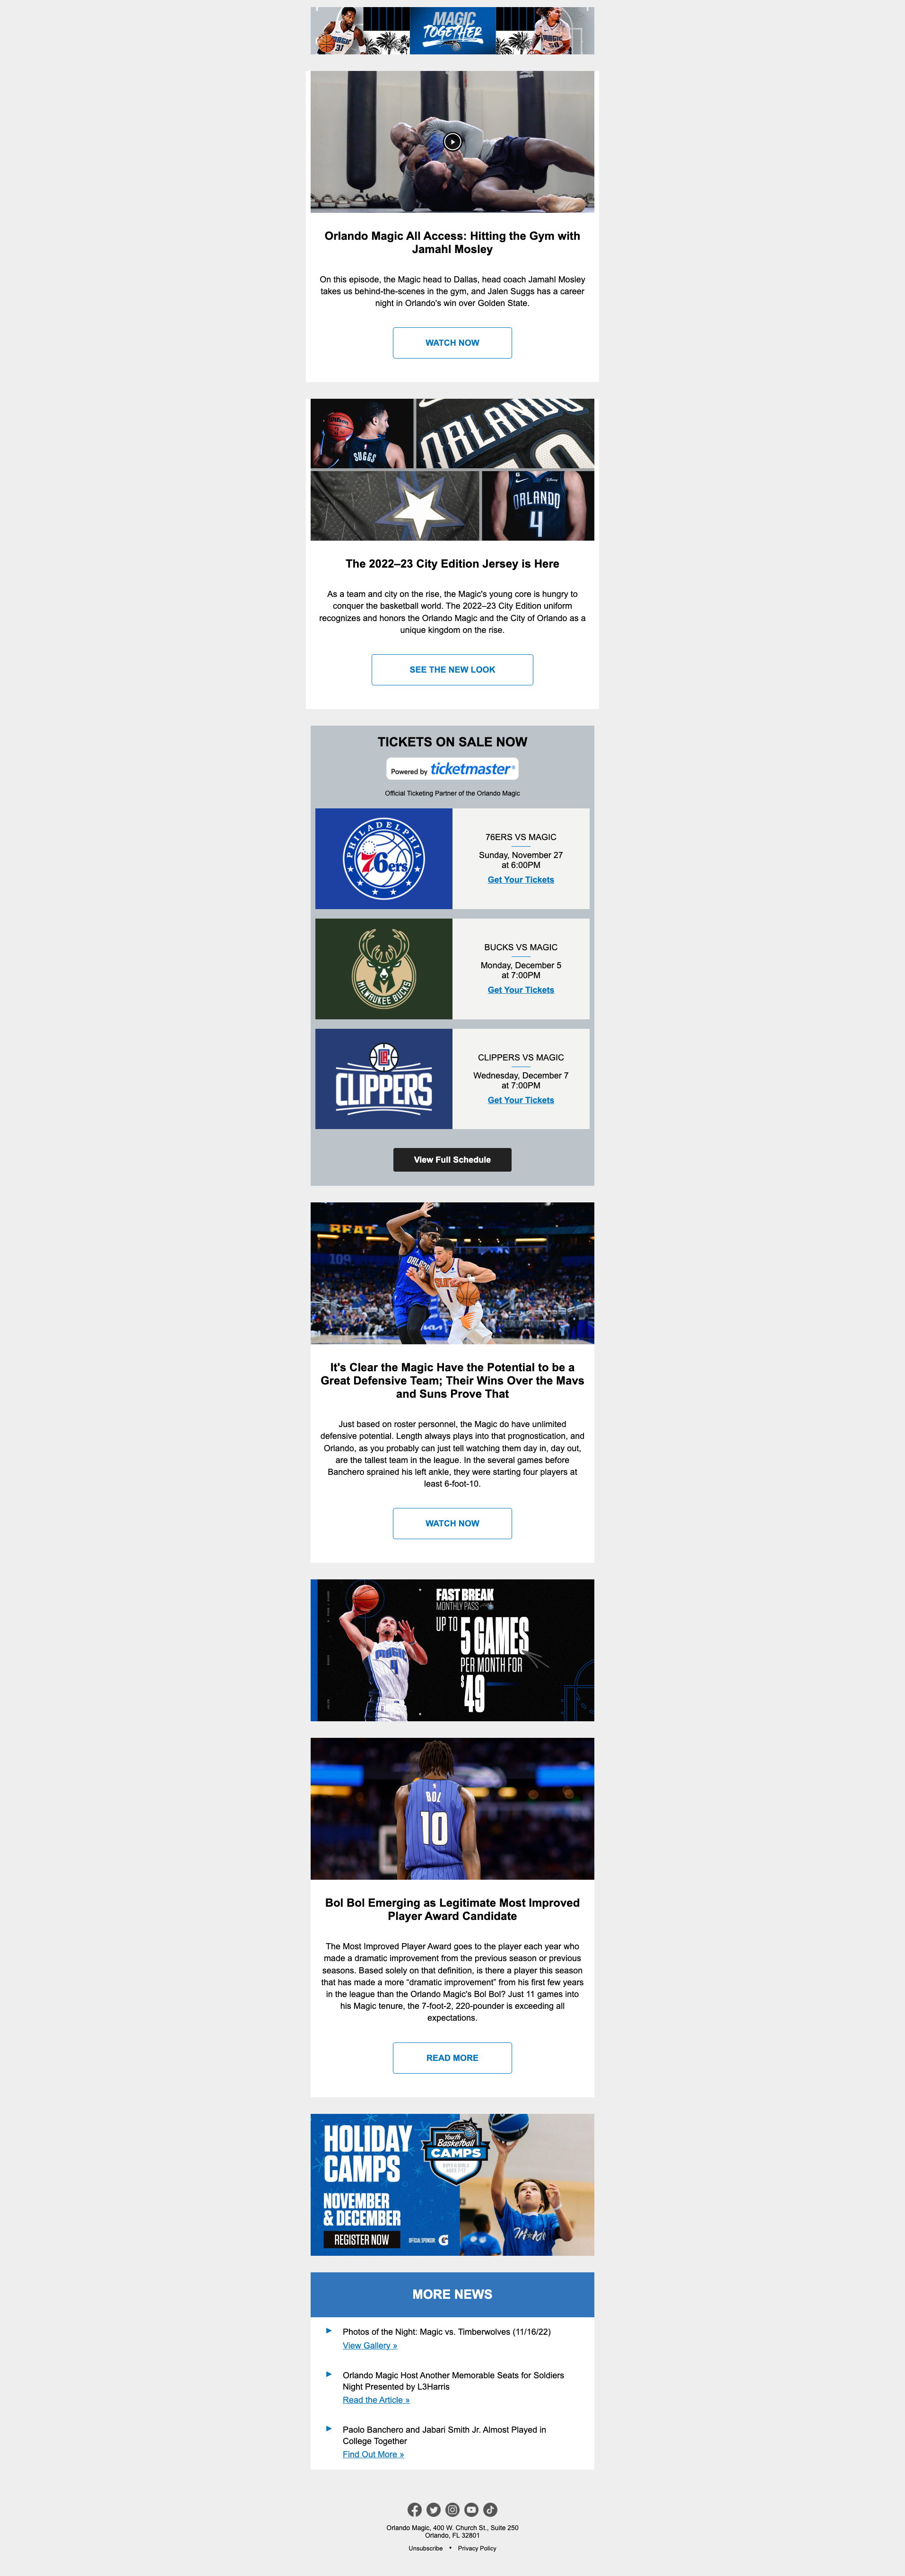 MAGIC
31
MAGIC
TOGETHER
MAGIC
50
Orlando Magic All Access: Hitting the Gym with
Jamahl Mosley
On this episode, the Magic head to Dallas, head coach Jamahl Mosley
takes us behind-the-scenes in the gym, and Jalen Suggs has a career
night in Orlando's win over Golden State.
WATCH NOW
SUGGS
ORLANDO
Disney
ORLANDO
4
The 2022–23 City Edition Jersey is Here
As a team and city on the rise, the Magic's young core is hungry to
conquer the basketball world. The 2022–23 City Edition uniform
recognizes and honors the Orlando Magic and the City of Orlando as a
unique kingdom on the rise.
SEE THE NEW LOOK
TICKETS ON SALE NOW
Powered by ticketmaster®
Official Ticketing Partner of the Orlando Magic
PHILADELPHIA
76ers
76ERS VS MAGIC
Sunday, November 27
at 6:00PM
Get Your Tickets
MILWAUKEE BUCKS
BUCKS VS MAGIC
Monday, December 5
at 7:00PM
Get Your Tickets
CLIPPERS
CLIPPERS VS MAGIC
Wednesday, December 7
at 7:00PM
Get Your Tickets
View Full Schedule
109
ORLANDO
SUNS
1
KIA
It's Clear the Magic Have the Potential to be a
Great Defensive Team; Their Wins Over the Mavs
and Suns Prove That
Just based on roster personnel, the Magic do have unlimited
defensive potential. Length always plays into that prognostication, and
Orlando, as you probably can just tell watching them day in, day out,
are the tallest team in the league. In the several games before
Banchero sprained his left ankle, they were starting four players at
least 6-foot-10.
WATCH NOW
MAGIC
4
FAST BREAK
MONTHLY PASS
UP TO 5 GAMES
PER MONTH FOR
$49
BOL
10
Bol Bol Emerging as Legitimate Most Improved
Player Award Candidate
The Most Improved Player Award goes to the player each year who
made a dramatic improvement from the previous season or previous
seasons. Based solely on that definition, is there a player this season
that has made a more “dramatic improvement” from his first few years
in the league than the Orlando Magic's Bol Bol? Just 11 games into
his Magic tenure, the 7-foot-2, 220-pounder is exceeding all
expectations.
READ MORE
HOLIDAY
CAMPS
NOVEMBER
& DECEMBER
REGISTER NOW
OFFICIAL SPONSOR G
Youth
Basketball
CAMPS
MORE NEWS
Photos of the Night: Magic vs. Timberwolves (11/16/22)
View Gallery »
Orlando Magic Host Another Memorable Seats for Soldiers
Night Presented by L3Harris
Read the Article »
Paolo Banchero and Jabari Smith Jr. Almost Played in
College Together
Find Out More »
Orlando Magic, 400 W. Church St., Suite 250
Orlando, FL 32801
Unsubscribe • Privacy Policy